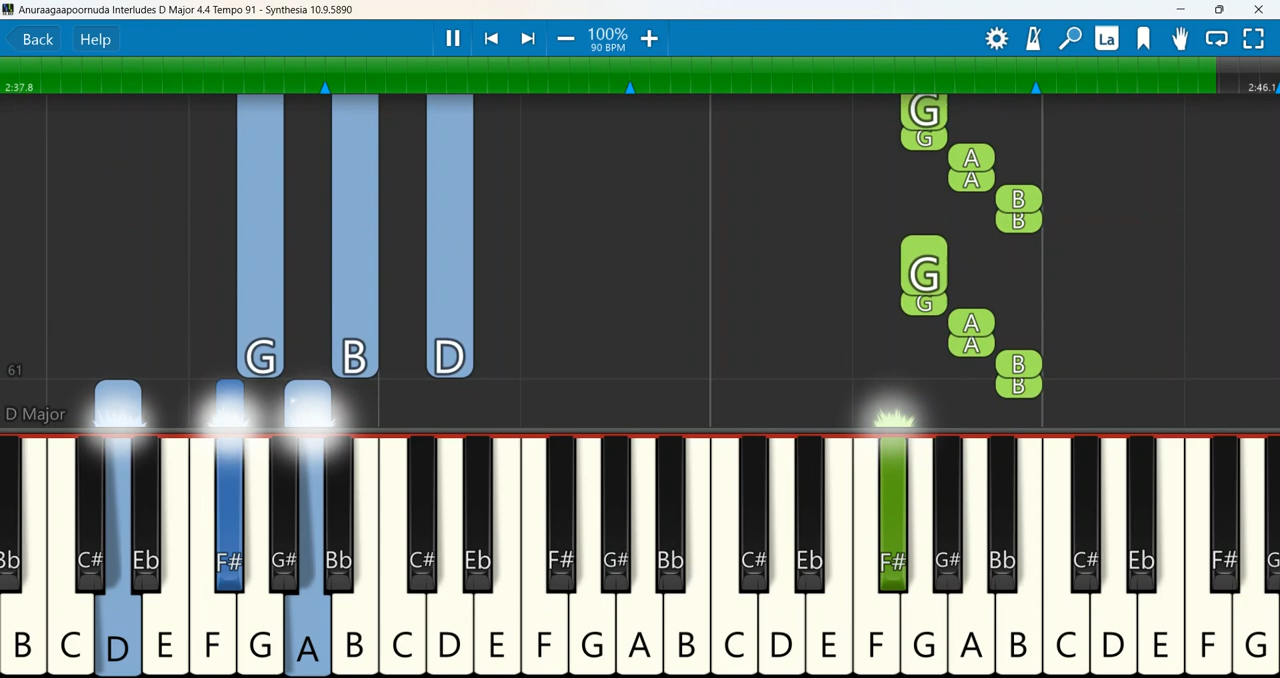 Anuraagaapoornuda Interludes D Major 4.4 Tempo 91 - Synthesia 10.9.5890
Back Help 100% La
90 BPM
2:37.8 2:46.1
G
G
A
A
B
B
G
G
A
A
G B D
B
B
61
D Major
Bb C# Eb F# G# Bb C# Eb F# G# Bb C# Eb F# G# Bb C# Eb F# G
B C D E F G A B C D E F G A B C D E F G A B C D E F G